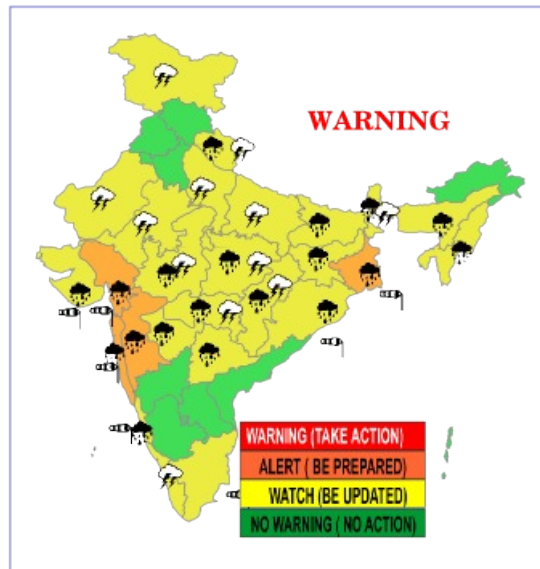 WARNING
WARNING (TAKE ACTION)
ALERT ( BE PREPARED)
WATCH (BE UPDATED)
NO WARNING ( NO ACTION)